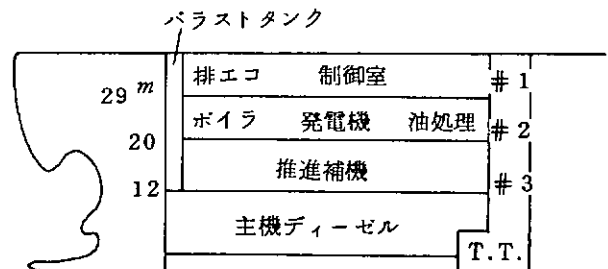 バラストタンク
排エコ 制御室 #1
29m
ボイラ 発電機 油処理 #2
20
推進補機
12 #3
主機ディーゼル
T.T.